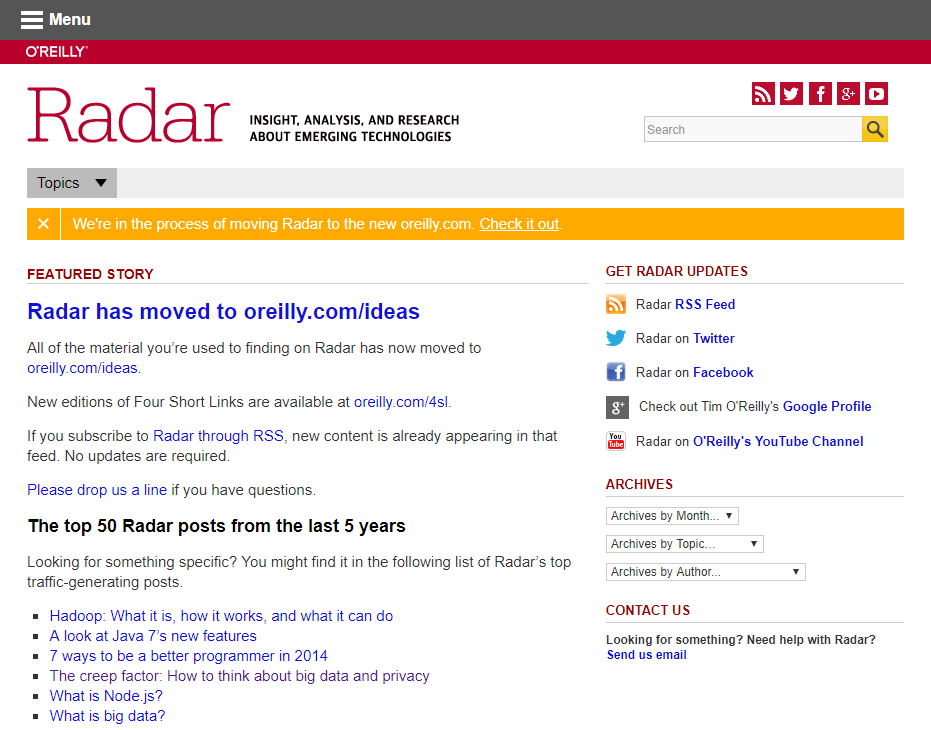 Menu
O'REILLY
Radar
INSIGHT, ANALYSIS, AND RESEARCH
ABOUT EMERGING TECHNOLOGIES
Search
Topics
We're in the process of moving Radar to the new oreilly.com. Check it out.
FEATURED STORY
Radar has moved to oreilly.com/ideas
All of the material you’re used to finding on Radar has now moved to
oreilly.com/ideas.
New editions of Four Short Links are available at oreilly.com/4sl.
If you subscribe to Radar through RSS, new content is already appearing in that
feed. No updates are required.
Please drop us a line if you have questions.
The top 50 Radar posts from the last 5 years
Looking for something specific? You might find it in the following list of Radar’s top
traffic-generating posts.
Hadoop: What it is, how it works, and what it can do
A look at Java 7’s new features
7 ways to be a better programmer in 2014
The creep factor: How to think about big data and privacy
What is Node.js?
What is big data?
GET RADAR UPDATES
Radar RSS Feed
Radar on Twitter
Radar on Facebook
Check out Tim O'Reilly's Google Profile
You Tube Radar on O'Reilly's YouTube Channel
ARCHIVES
Archives by Month...
Archives by Topic...
Archives by Author...
CONTACT US
Looking for something? Need help with Radar?
Send us email